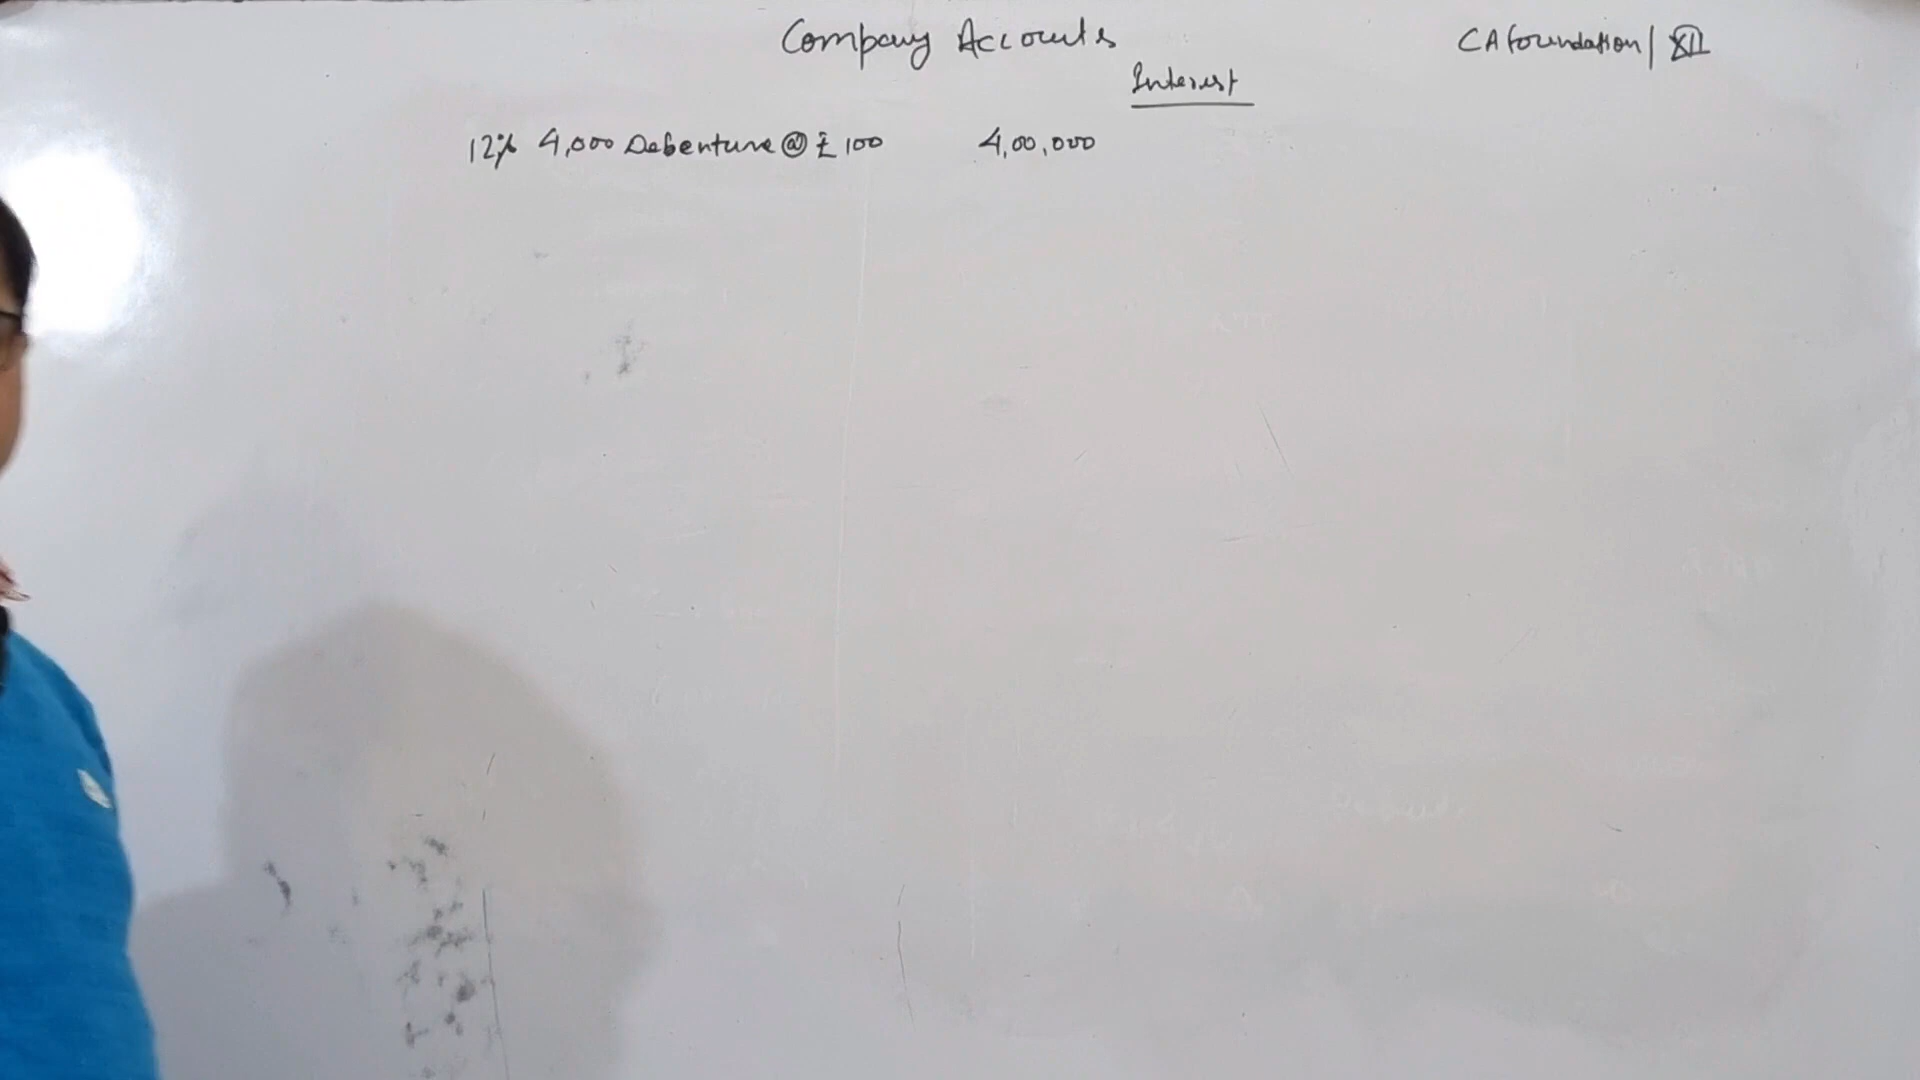 Company Accounts
CA foundation / XII
Interest
12% 4,000 Debenture @ £ 100 4,00,000